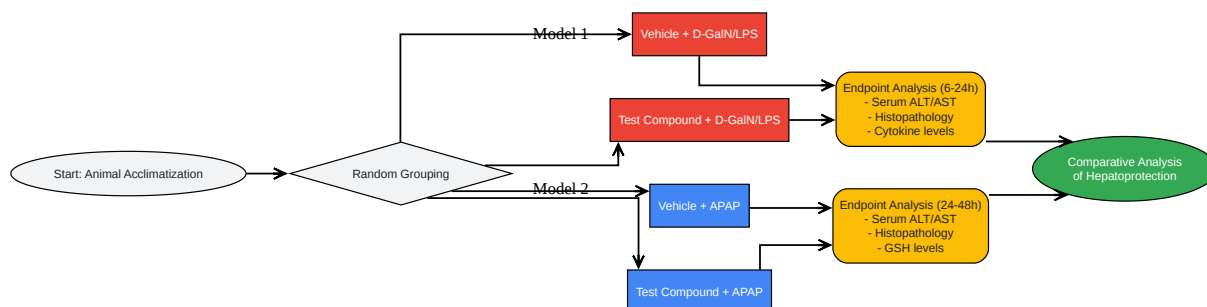 Start: Animal Acclimatization
Random Grouping
Model 1
Vehicle + D-GalN/LPS
Test Compound + D-GalN/LPS
Endpoint Analysis (6-24h)
- Serum ALT/AST
- Histopathology
- Cytokine levels
Model 2
Vehicle + APAP
Test Compound + APAP
Endpoint Analysis (24-48h)
- Serum ALT/AST
- Histopathology
- GSH levels
Comparative Analysis
of Hepatoprotection